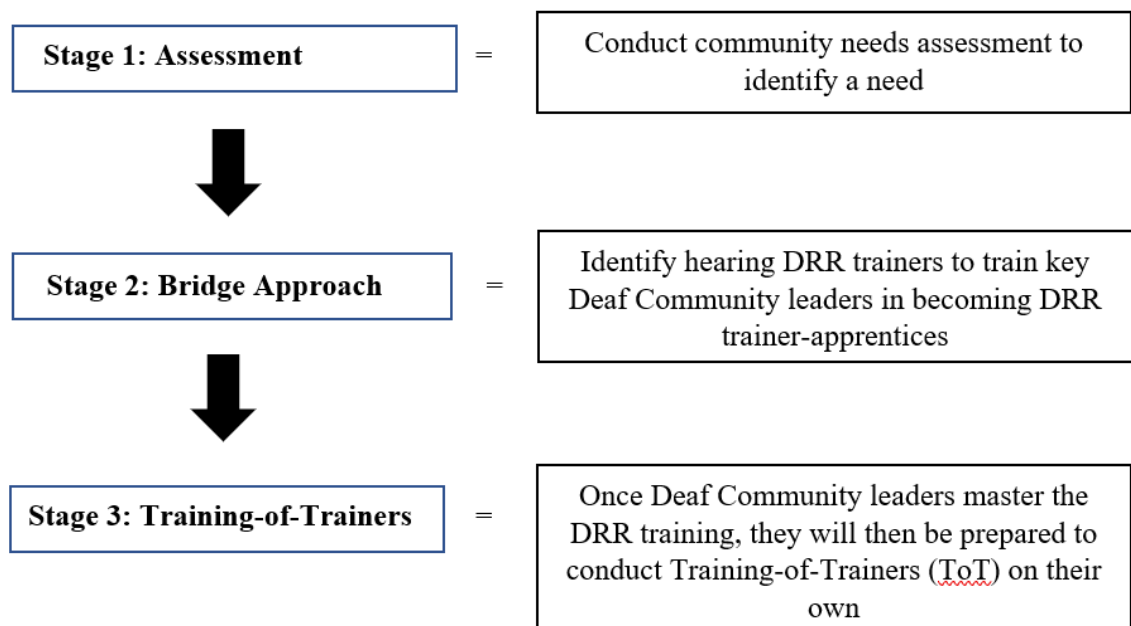 Stage 1: Assessment
=
Conduct community needs assessment to
identify a need
Stage 2: Bridge Approach
=
Identify hearing DRR trainers to train key
Deaf Community leaders in becoming DRR
trainer-apprentices
Stage 3: Training-of-Trainers
=
Once Deaf Community leaders master the
DRR training, they will then be prepared to
conduct Training-of-Trainers (ToT) on their
own